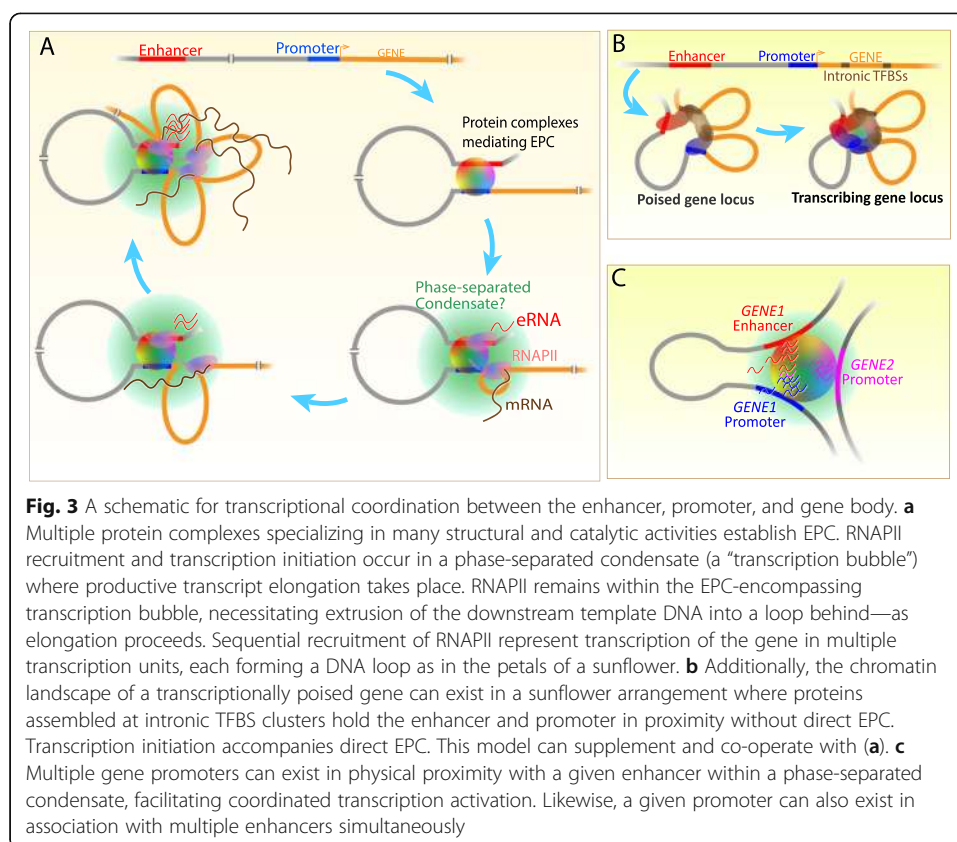 A
Enhancer
Promoter
GENE
Protein complexes
mediating EPC
Phase-separated
Condensate?
eRNA
RNAPII
mRNA
B
Enhancer
Promoter
GENE
Intronic TFBSs
Poised gene locus
Transcribing gene locus
C
GENE1
Enhancer
GENE2
Promoter
GENE1
Promoter
Fig. 3 A schematic for transcriptional coordination between the enhancer, promoter, and gene body. a
Multiple protein complexes specializing in many structural and catalytic activities establish EPC. RNAPII
recruitment and transcription initiation occur in a phase-separated condensate (a “transcription bubble”)
where productive transcript elongation takes place. RNAPII remains within the EPC-encompassing
transcription bubble, necessitating extrusion of the downstream template DNA into a loop behind—as
elongation proceeds. Sequential recruitment of RNAPII represent transcription of the gene in multiple
transcription units, each forming a DNA loop as in the petals of a sunflower. b Additionally, the chromatin
landscape of a transcriptionally poised gene can exist in a sunflower arrangement where proteins
assembled at intronic TFBS clusters hold the enhancer and promoter in proximity without direct EPC.
Transcription initiation accompanies direct EPC. This model can supplement and co-operate with (a). c
Multiple gene promoters can exist in physical proximity with a given enhancer within a phase-separated
condensate, facilitating coordinated transcription activation. Likewise, a given promoter can also exist in
association with multiple enhancers simultaneously